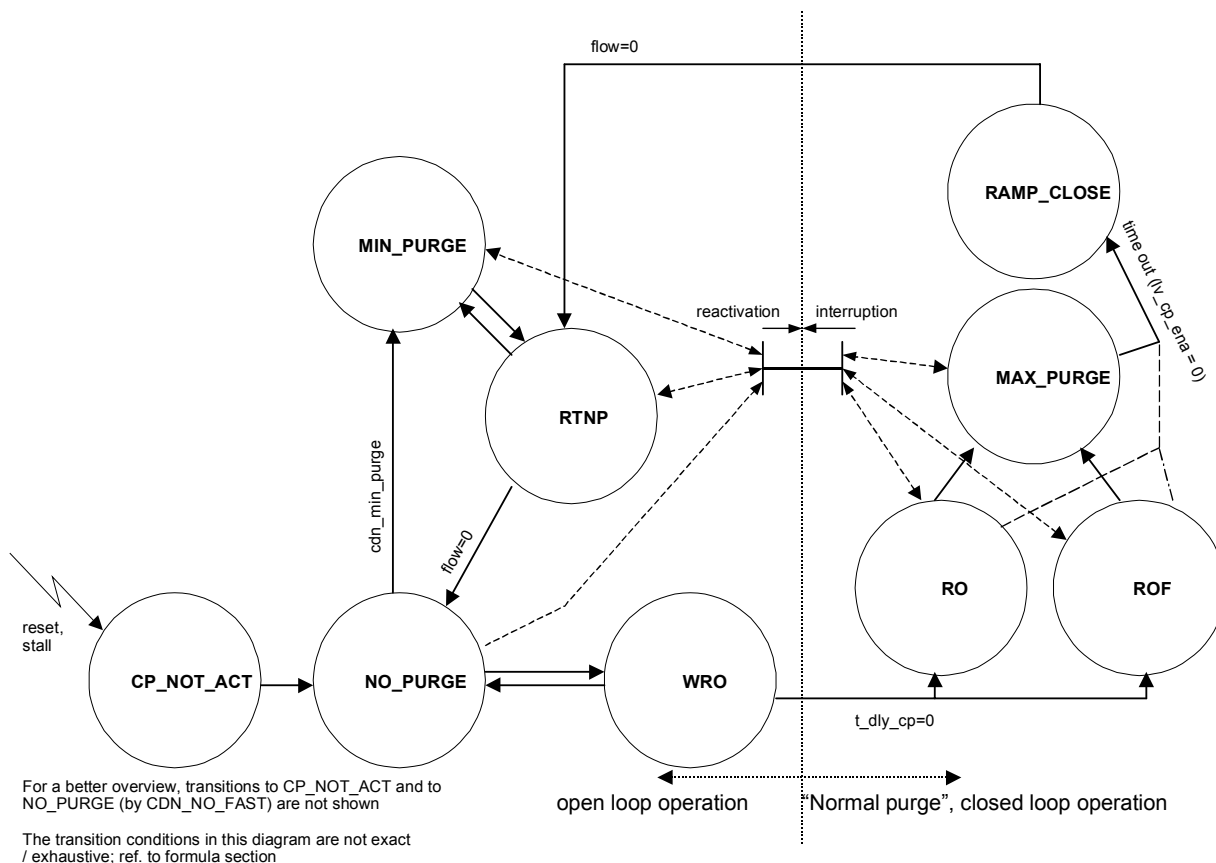 flow=0
RAMP_CLOSE
MIN_PURGE
time out (lv_cp_ena = 0)
reactivation
interruption
MAX_PURGE
RTNP
cdn_min_purge
flow=0
RO
ROF
reset,
stall
CP_NOT_ACT
NO_PURGE
WRO
t_dly_cp=0
For a better overview, transitions to CP_NOT_ACT and to
NO_PURGE (by CDN_NO_FAST) are not shown
open loop operation
“Normal purge”, closed loop operation
The transition conditions in this diagram are not exact
/ exhaustive; ref. to formula section